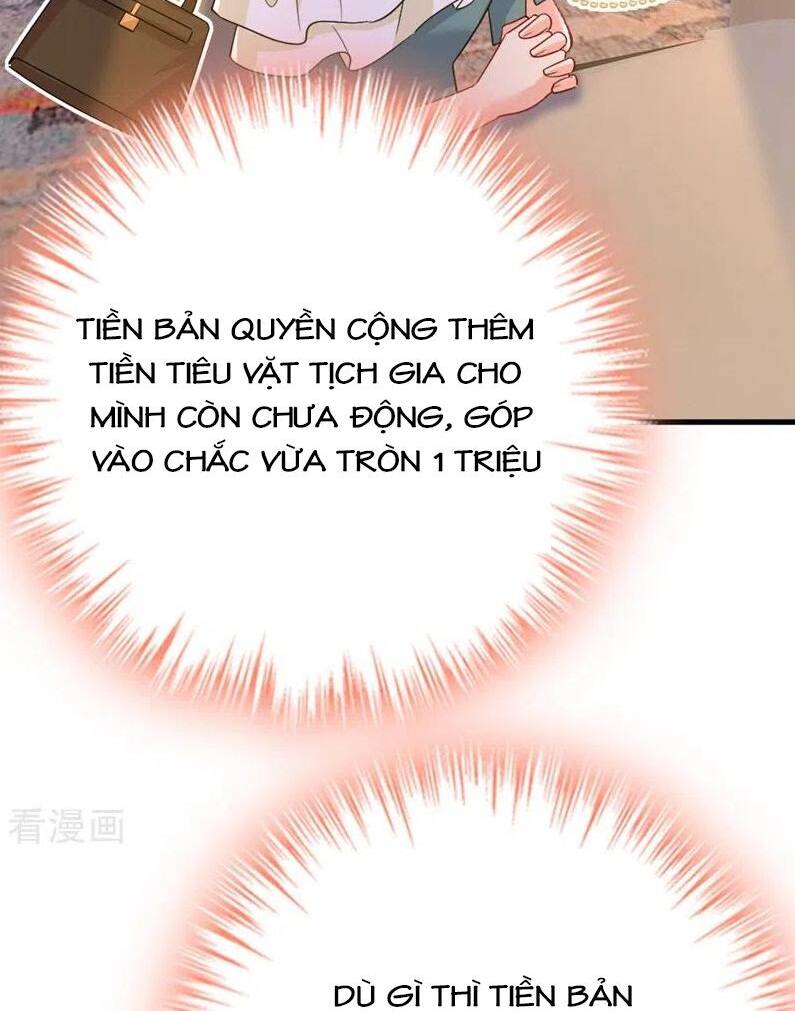 TIỀN BẢN QUYỀN CỘNG THÊM
TIỀN TIÊU VẶT TỊCH GIA CHO
MÌNH CÒN CHƯA ĐỘNG, GÓP
VÀO CHẮC VỪA TRÒN 1 TRIỆU
看漫画
DÙ GÌ THÌ TIỀN BẢN